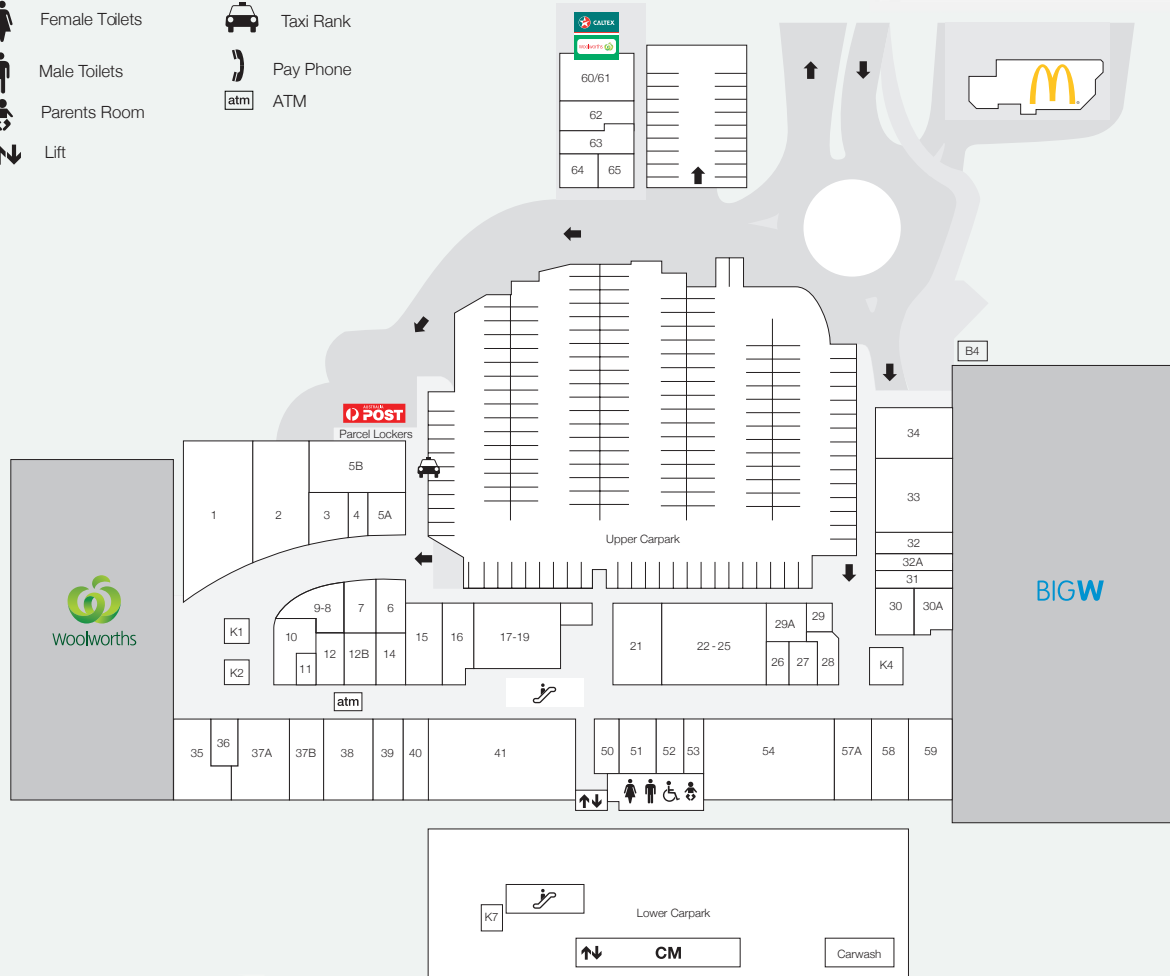 Female Toilets
Taxi Rank
Male Toilets
Pay Phone
Parents Room
atm ATM
Lift
CALTEX
Woolworths
60/61
62
63
64 65
B4
AUSTRALIA
POST
Parcel Lockers
34
33
32
32A
31
30 30A
1 2 5B
3 4 5A
Upper Carpark
Woolworths
BIGW
K1
K2
9-8 7 6
10 11 12 12B 14
15 16 17-19
21 22 - 25
29A 29
26 27 28
K4
atm
35 36 37A 37B 38 39 40 41
50 51 52 53 54 57A 58 59
K7
Lower Carpark
CM
Carwash